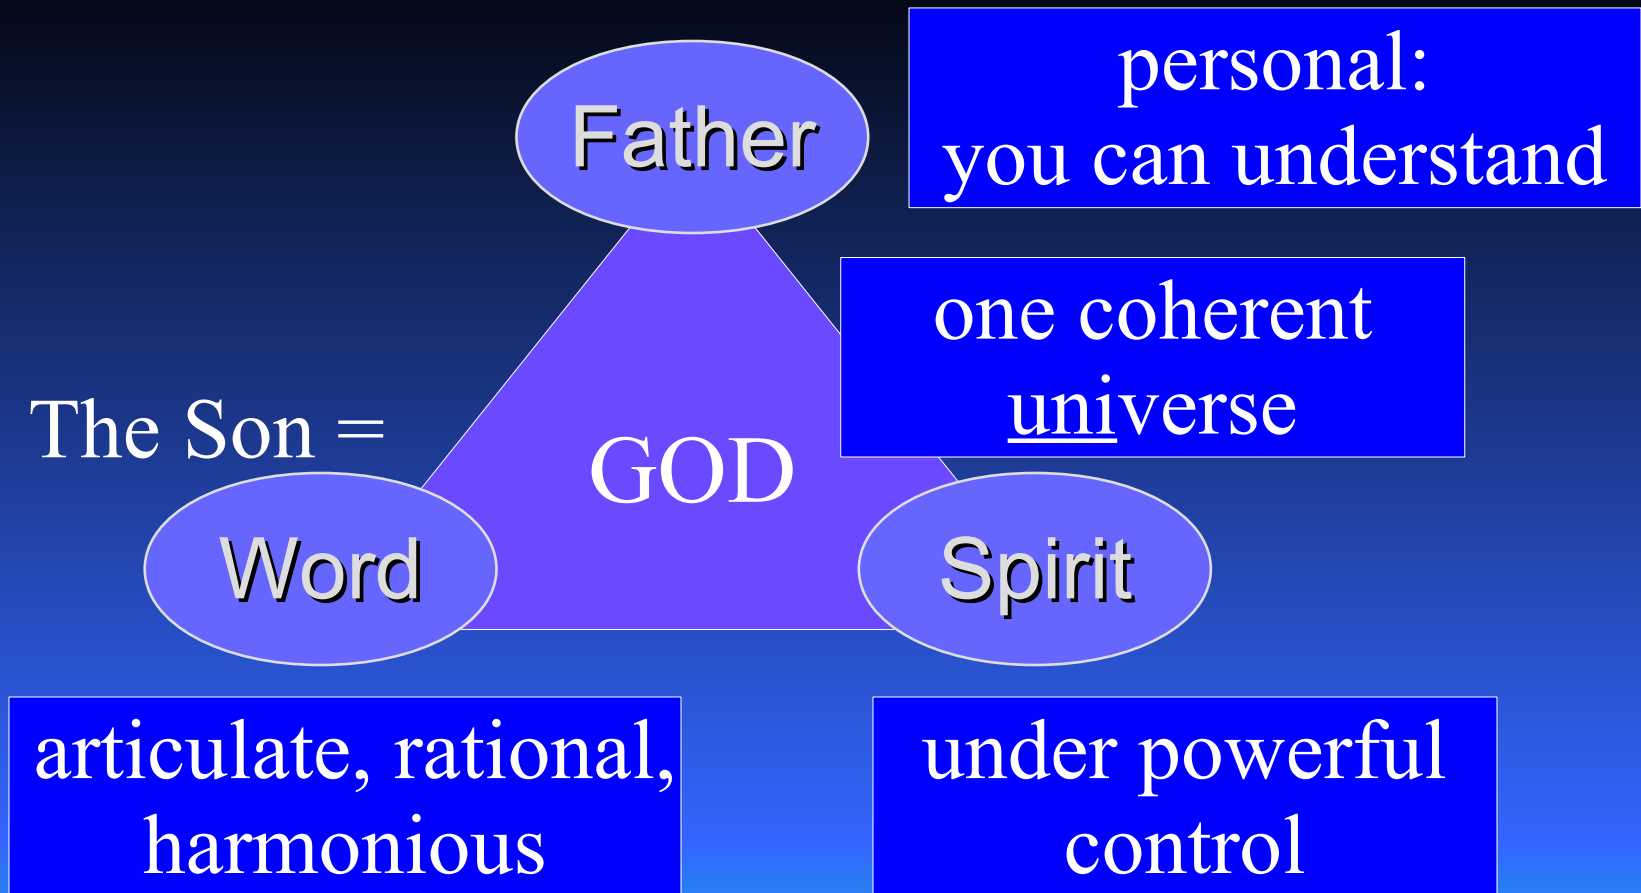 Father
personal:
you can understand
one coherent
universe
The Son =
GOD
Word
Spirit
articulate, rational,
harmonious
under powerful
control